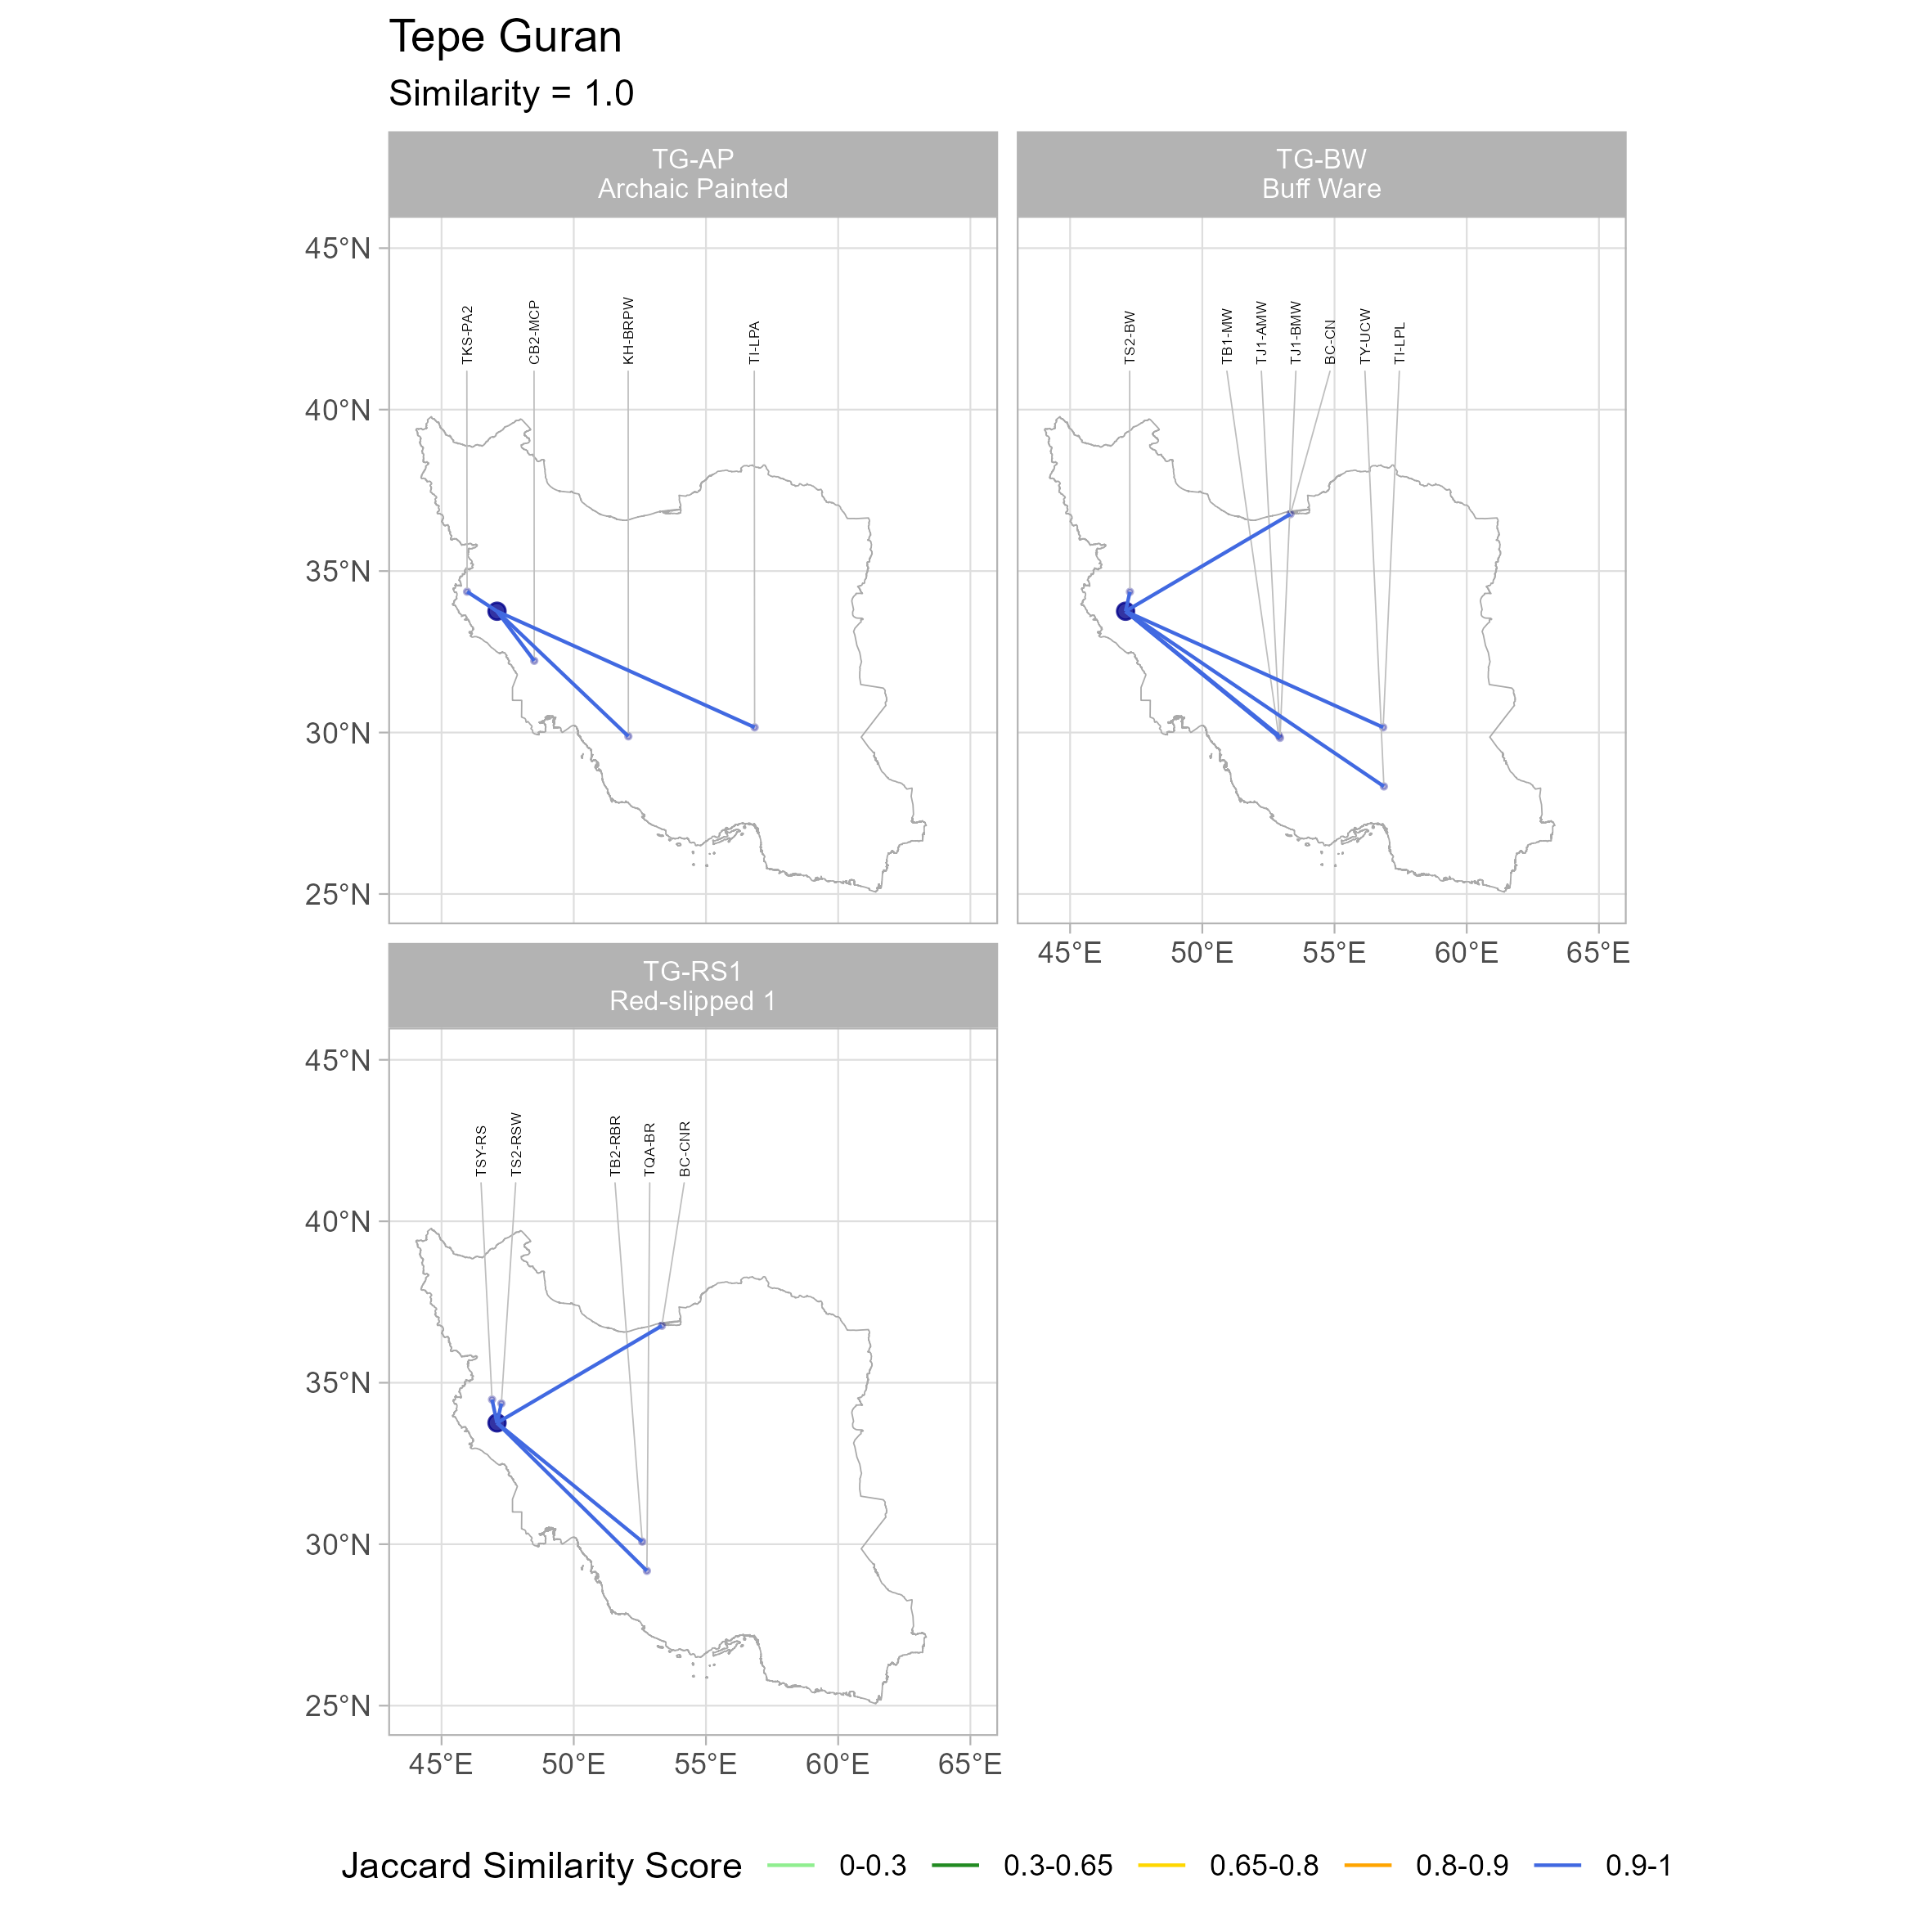 Tepe Guran
Similarity = 1.0
TG-AP
Archaic Painted
TG-BW
Buff Ware
45°N
40°N
35°N
30°N
25°N
TKS-PA2
CB2-MCP
KH-BRPW
TI-LPA
TS2-BW
TB1-MW
TJ1-AMW
TJ1-BMW
BC-CN
TY-UCW
TI-LPL
45°E 50°E 55°E 60°E 65°E
TG-RS1
Red-slipped 1
45°N
40°N
35°N
30°N
25°N
TSY-RS
TS2-RSW
TB2-RBR
TQA-BR
BC-CNR
45°E 50°E 55°E 60°E 65°E
Jaccard Similarity Score 0-0.3 0.3-0.65 0.65-0.8 0.8-0.9 0.9-1